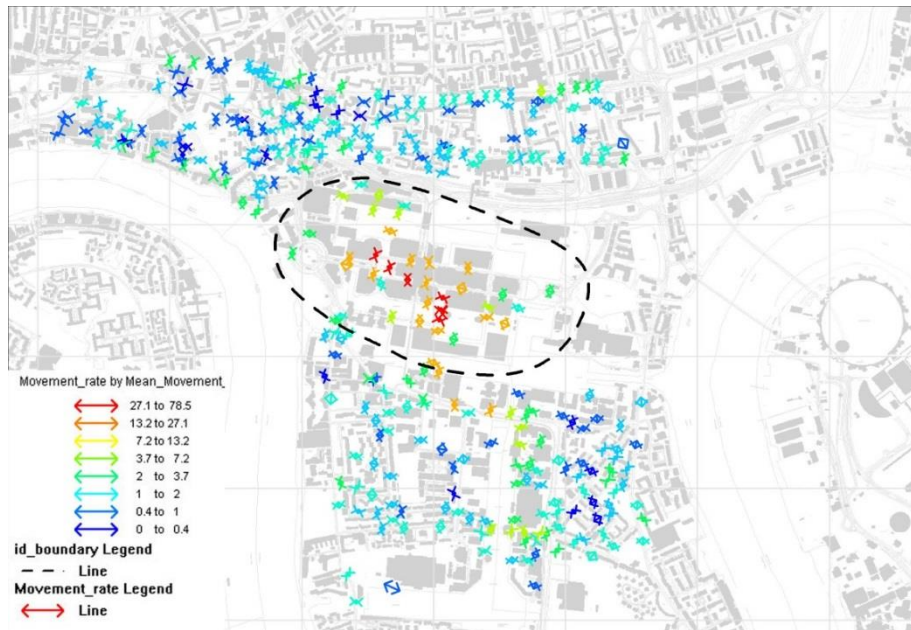 Movement_rate by Mean_Movement_
27.1 to 78.5
13.2 to 27.1
7.2 to 13.2
3.7 to 7.2
2 to 3.7
1 to 2
0.4 to 1
0 to 0.4
id_boundary Legend
Line
Movement_rate Legend
Line